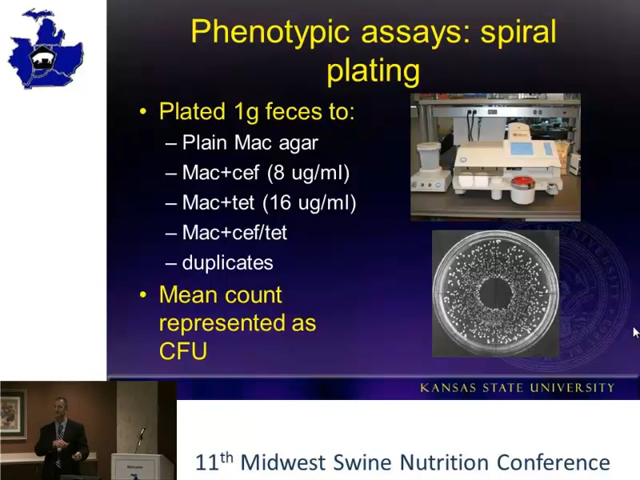 Phenotypic assays: spiral
plating
• Plated 1g feces to:
– Plain Mac agar
– Mac+cef (8 ug/ml)
– Mac+tet (16 ug/ml)
– Mac+cef/tet
– duplicates
• Mean count
represented as
CFU
KANSAS STATE UNIVERSITY
Welcome
11th Midwest Swine Nutrition Conference